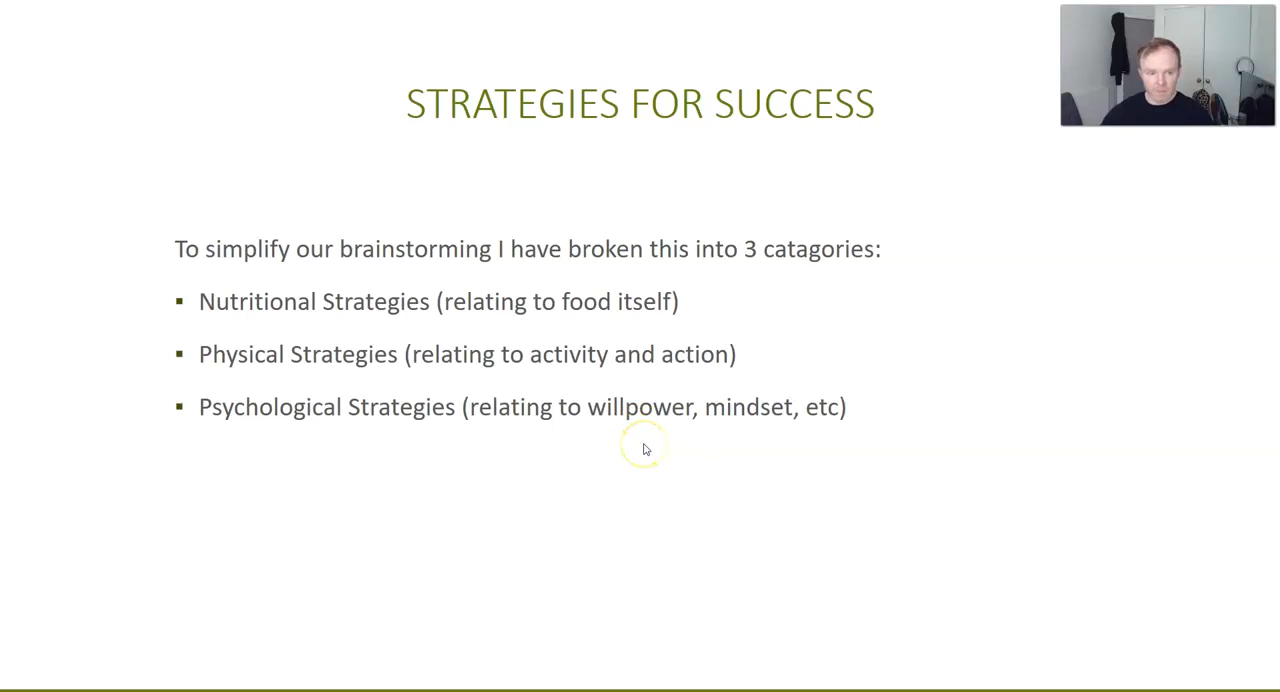 STRATEGIES FOR SUCCESS
To simplify our brainstorming I have broken this into 3 catagories:
▪ Nutritional Strategies (relating to food itself)
▪ Physical Strategies (relating to activity and action)
▪ Psychological Strategies (relating to willpower, mindset, etc)